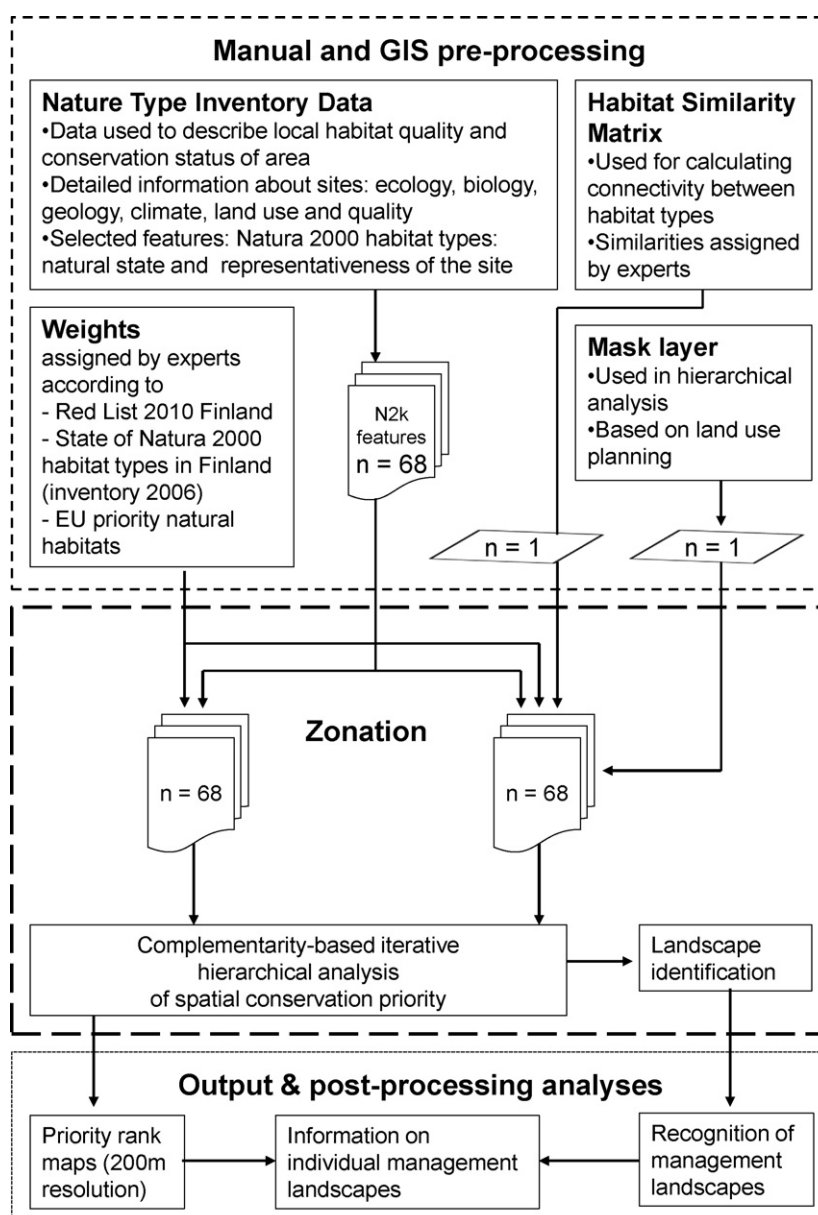 Manual and GIS pre-processing
Nature Type Inventory Data
•Data used to describe local habitat quality and
conservation status of area
•Detailed information about sites: ecology, biology,
geology, climate, land use and quality
•Selected features: Natura 2000 habitat types:
natural state and representativeness of the site
Habitat Similarity
Matrix
•Used for calculating
connectivity between
habitat types
•Similarities assigned
by experts
Weights
assigned by experts
according to
- Red List 2010 Finland
- State of Natura 2000
habitat types in Finland
(inventory 2006)
- EU priority natural
habitats
N2k
features
n = 68
Mask layer
•Used in hierarchical
analysis
•Based on land use
planning
n = 1
n = 1
Zonation
n = 68
n = 68
Complementarity-based iterative
hierarchical analysis
of spatial conservation priority
Landscape
identification
Output & post-processing analyses
Priority rank
maps (200m
resolution)
Information on
individual management
landscapes
Recognition of
management
landscapes